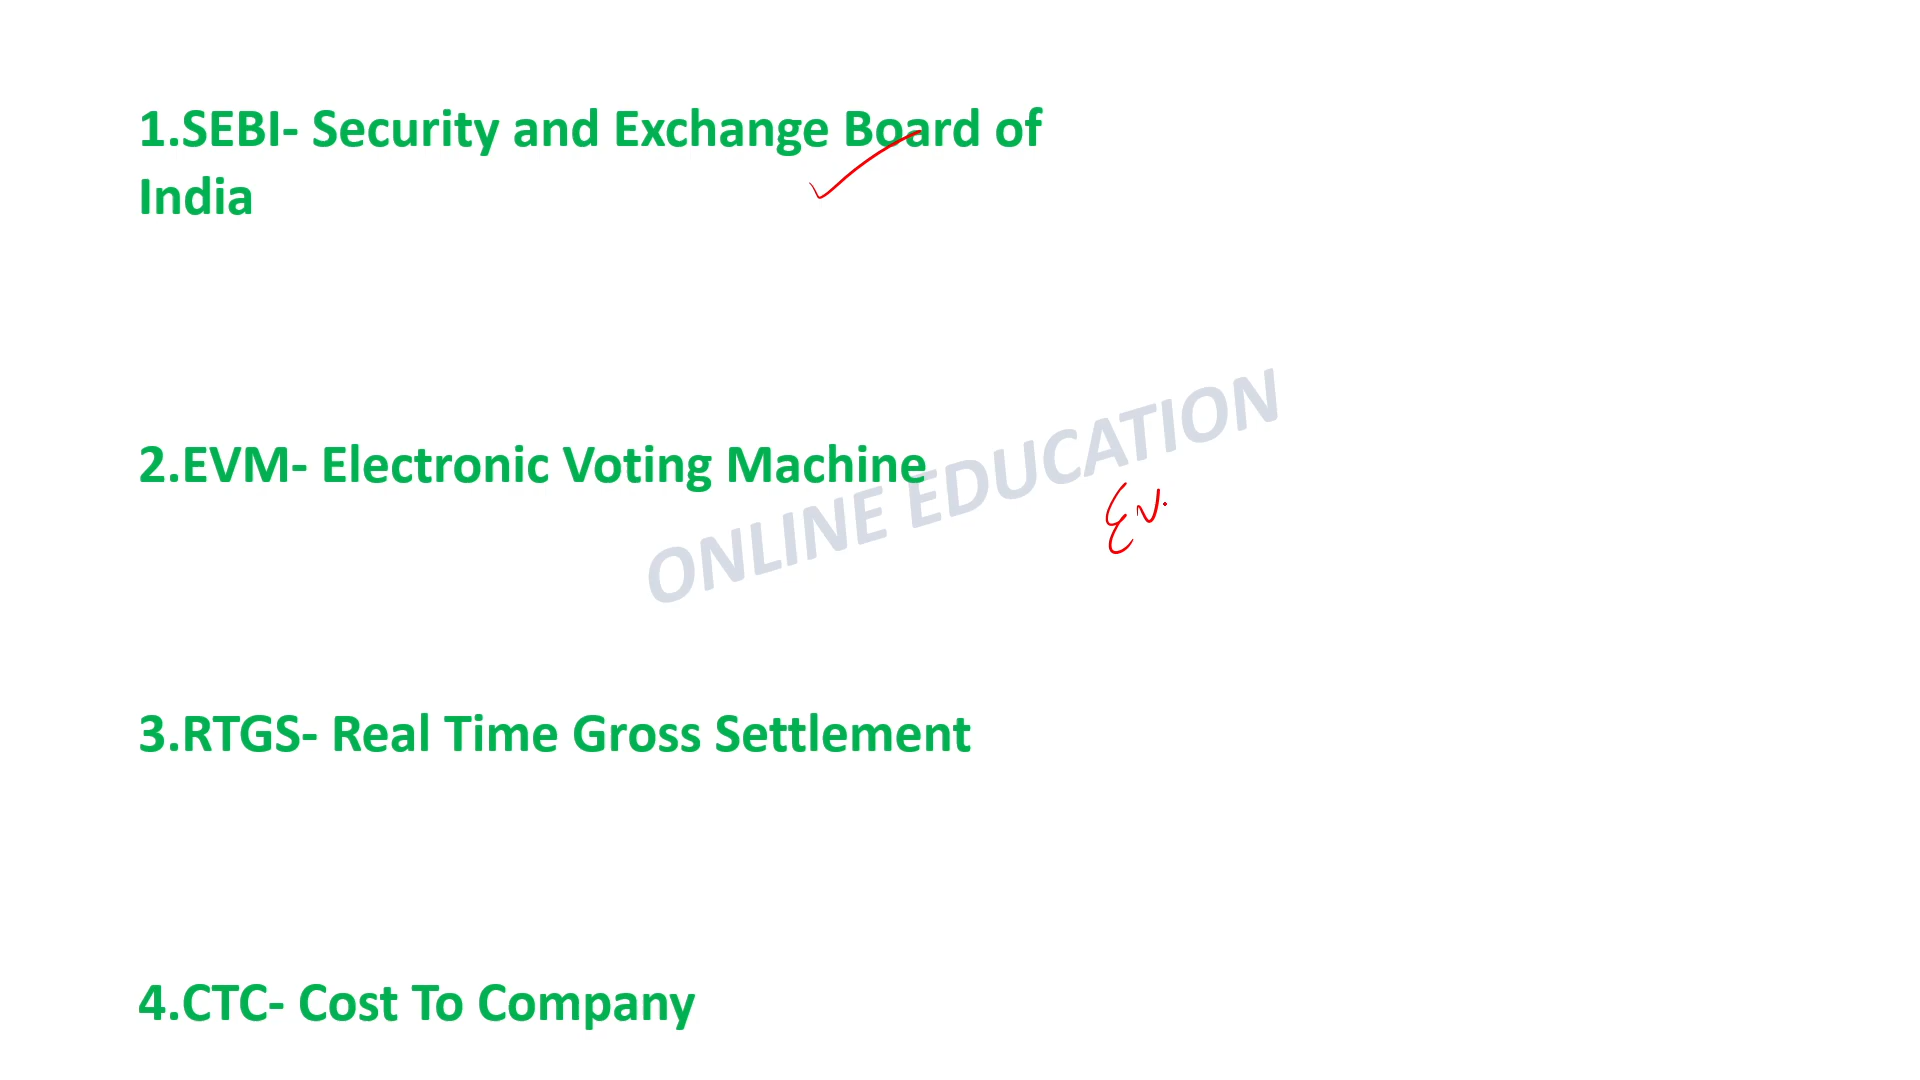 1.SEBI- Security and Exchange Board of
India
2.EVM- Electronic Voting Machine
ONLINE EDUCATION
Ev.
3.RTGS- Real Time Gross Settlement
4.CTC- Cost To Company